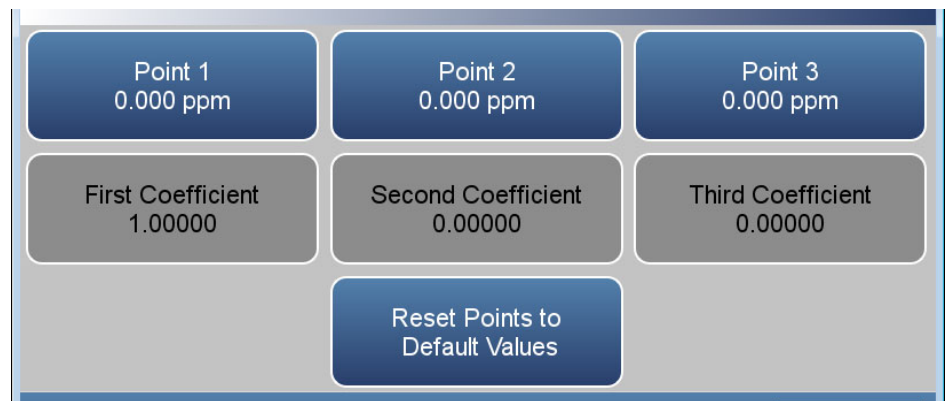 Point 1
0.000 ppm
Point 2
0.000 ppm
Point 3
0.000 ppm
First Coefficient
1.00000
Second Coefficient
0.00000
Third Coefficient
0.00000
Reset Points to
Default Values